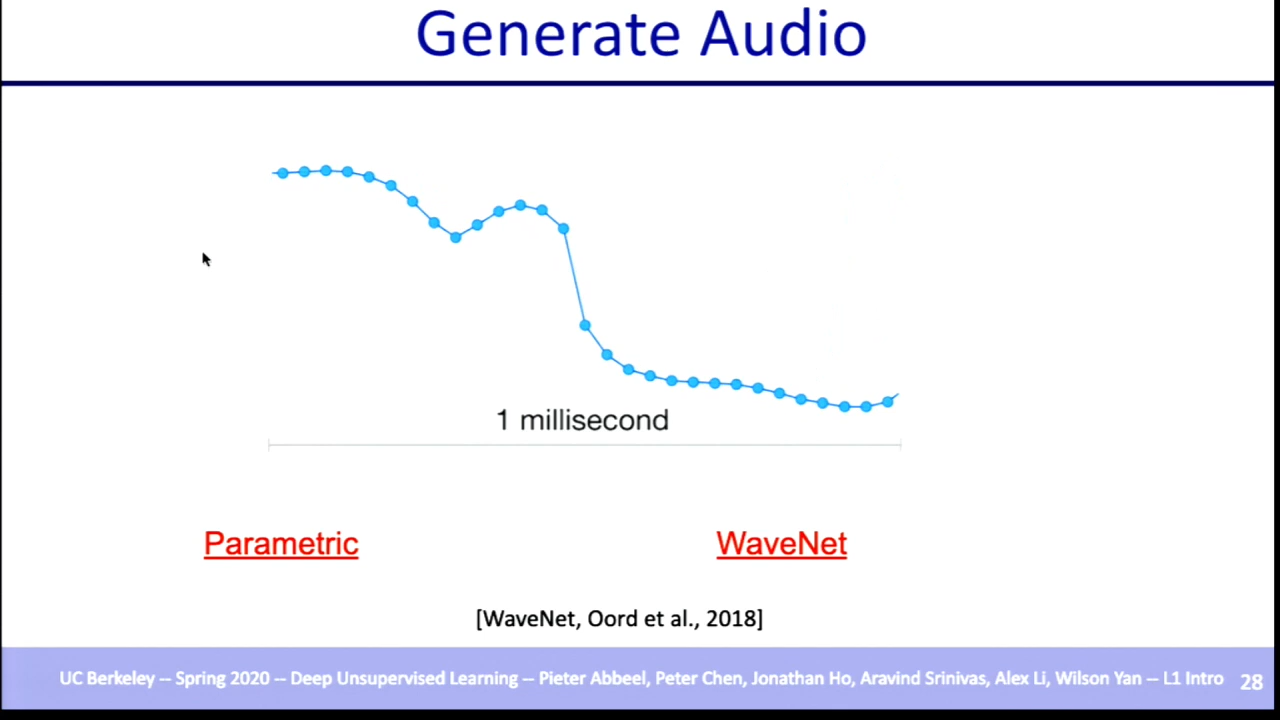 Generate Audio
1 millisecond
Parametric
WaveNet
[WaveNet, Oord et al., 2018]
UC Berkeley -- Spring 2020 -- Deep Unsupervised Learning -- Pieter Abbeel, Peter Chen, Jonathan Ho, Aravind Srinivas, Alex Li, Wilson Yan -- L1 Intro 28